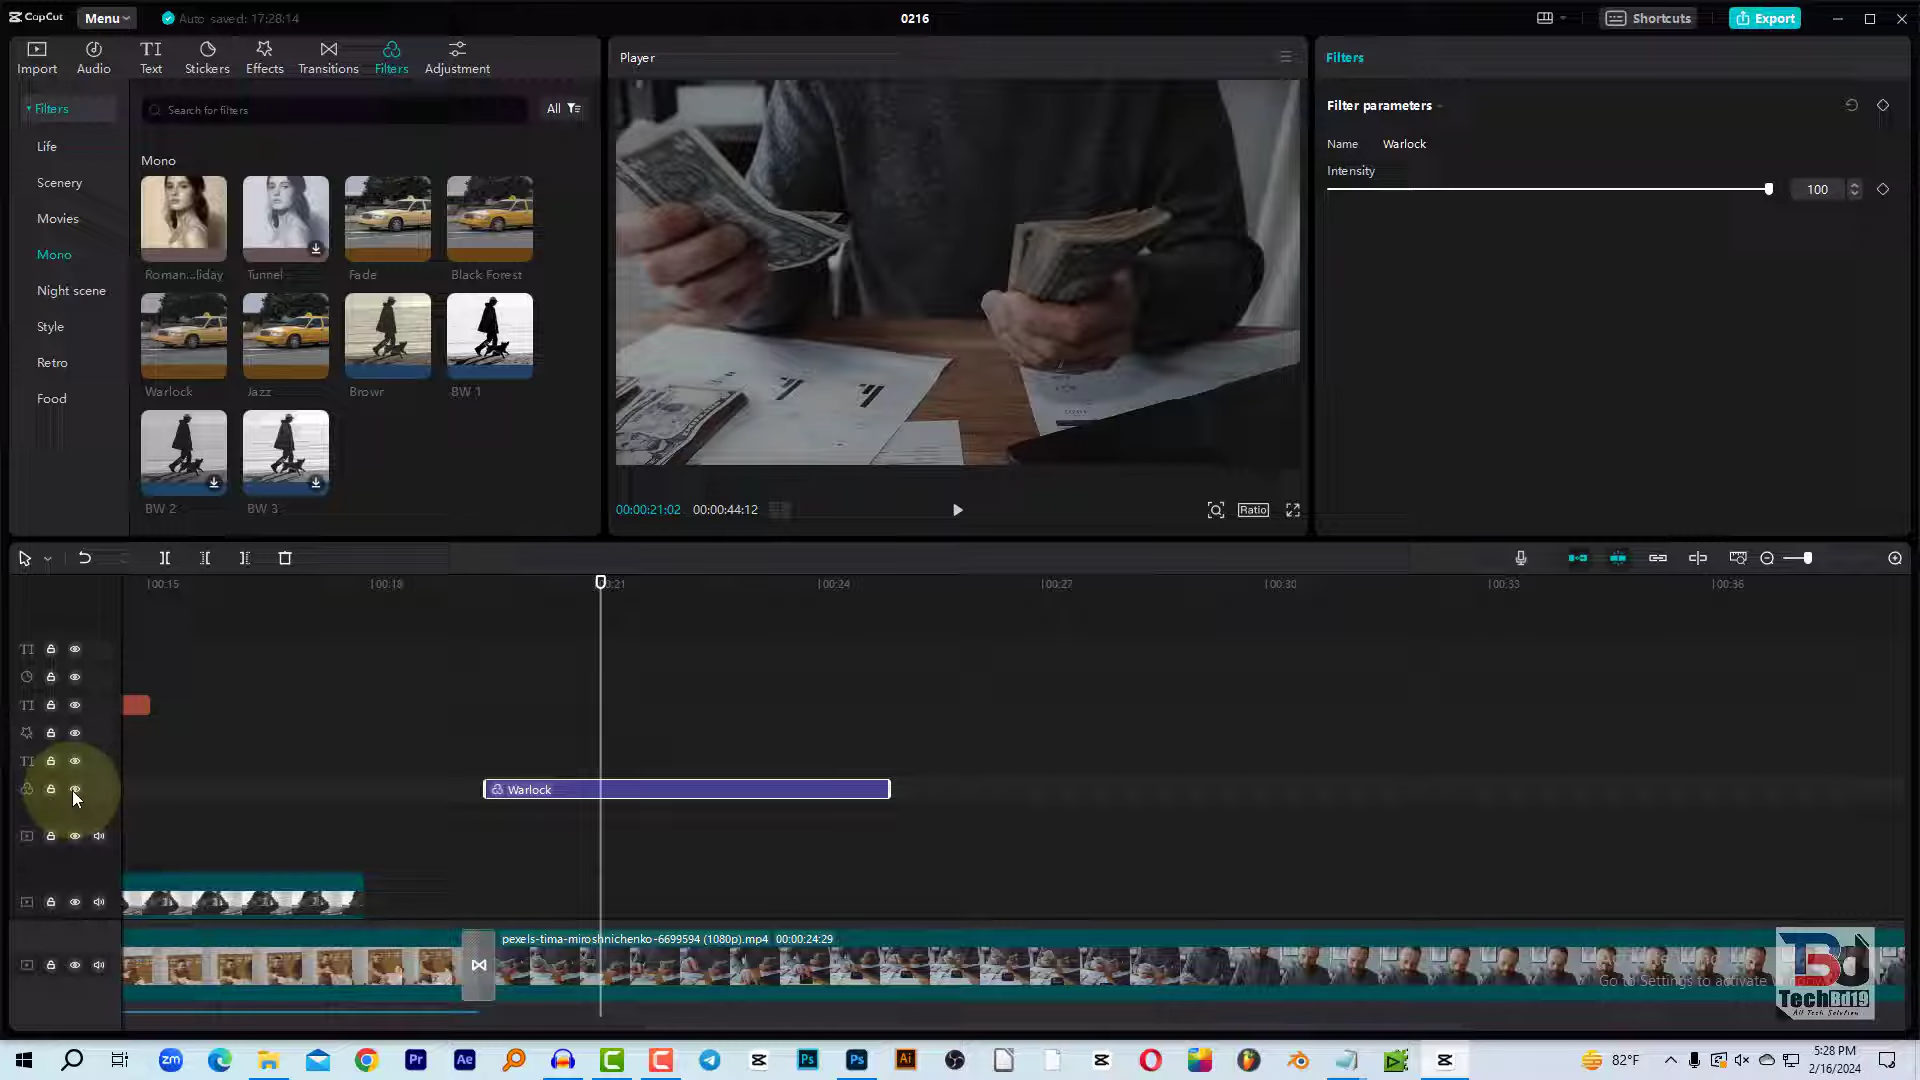 CapCut
Menu
Auto saved: 17:28:14
0216
Shortcuts
Export
Import
Audio
Text
Stickers
Effects
Transitions
Filters
Adjustment
Player
Filters
Filters
Search for filters
All
Filter parameters
Life
Scenery
Movies
Mono
Night scene
Style
Retro
Food
Mono
Roman...liday
Tunnel
Fade
Black Forest
Warlock
Jazz
Brown
BW 1
BW 2
BW 3
Name
Warlock
Intensity
100
00:00:21:02
00:00:44:12
Ratio
00:15
00:18
00:21
00:24
00:27
00:30
00:33
00:36
Warlock
pexels-tima-miroshnichenko-6699594 (1080p).mp4 00:00:24:29
Go to Settings to activate
TechBd19
All Tech Solution
82°F
5:28 PM
2/16/2024